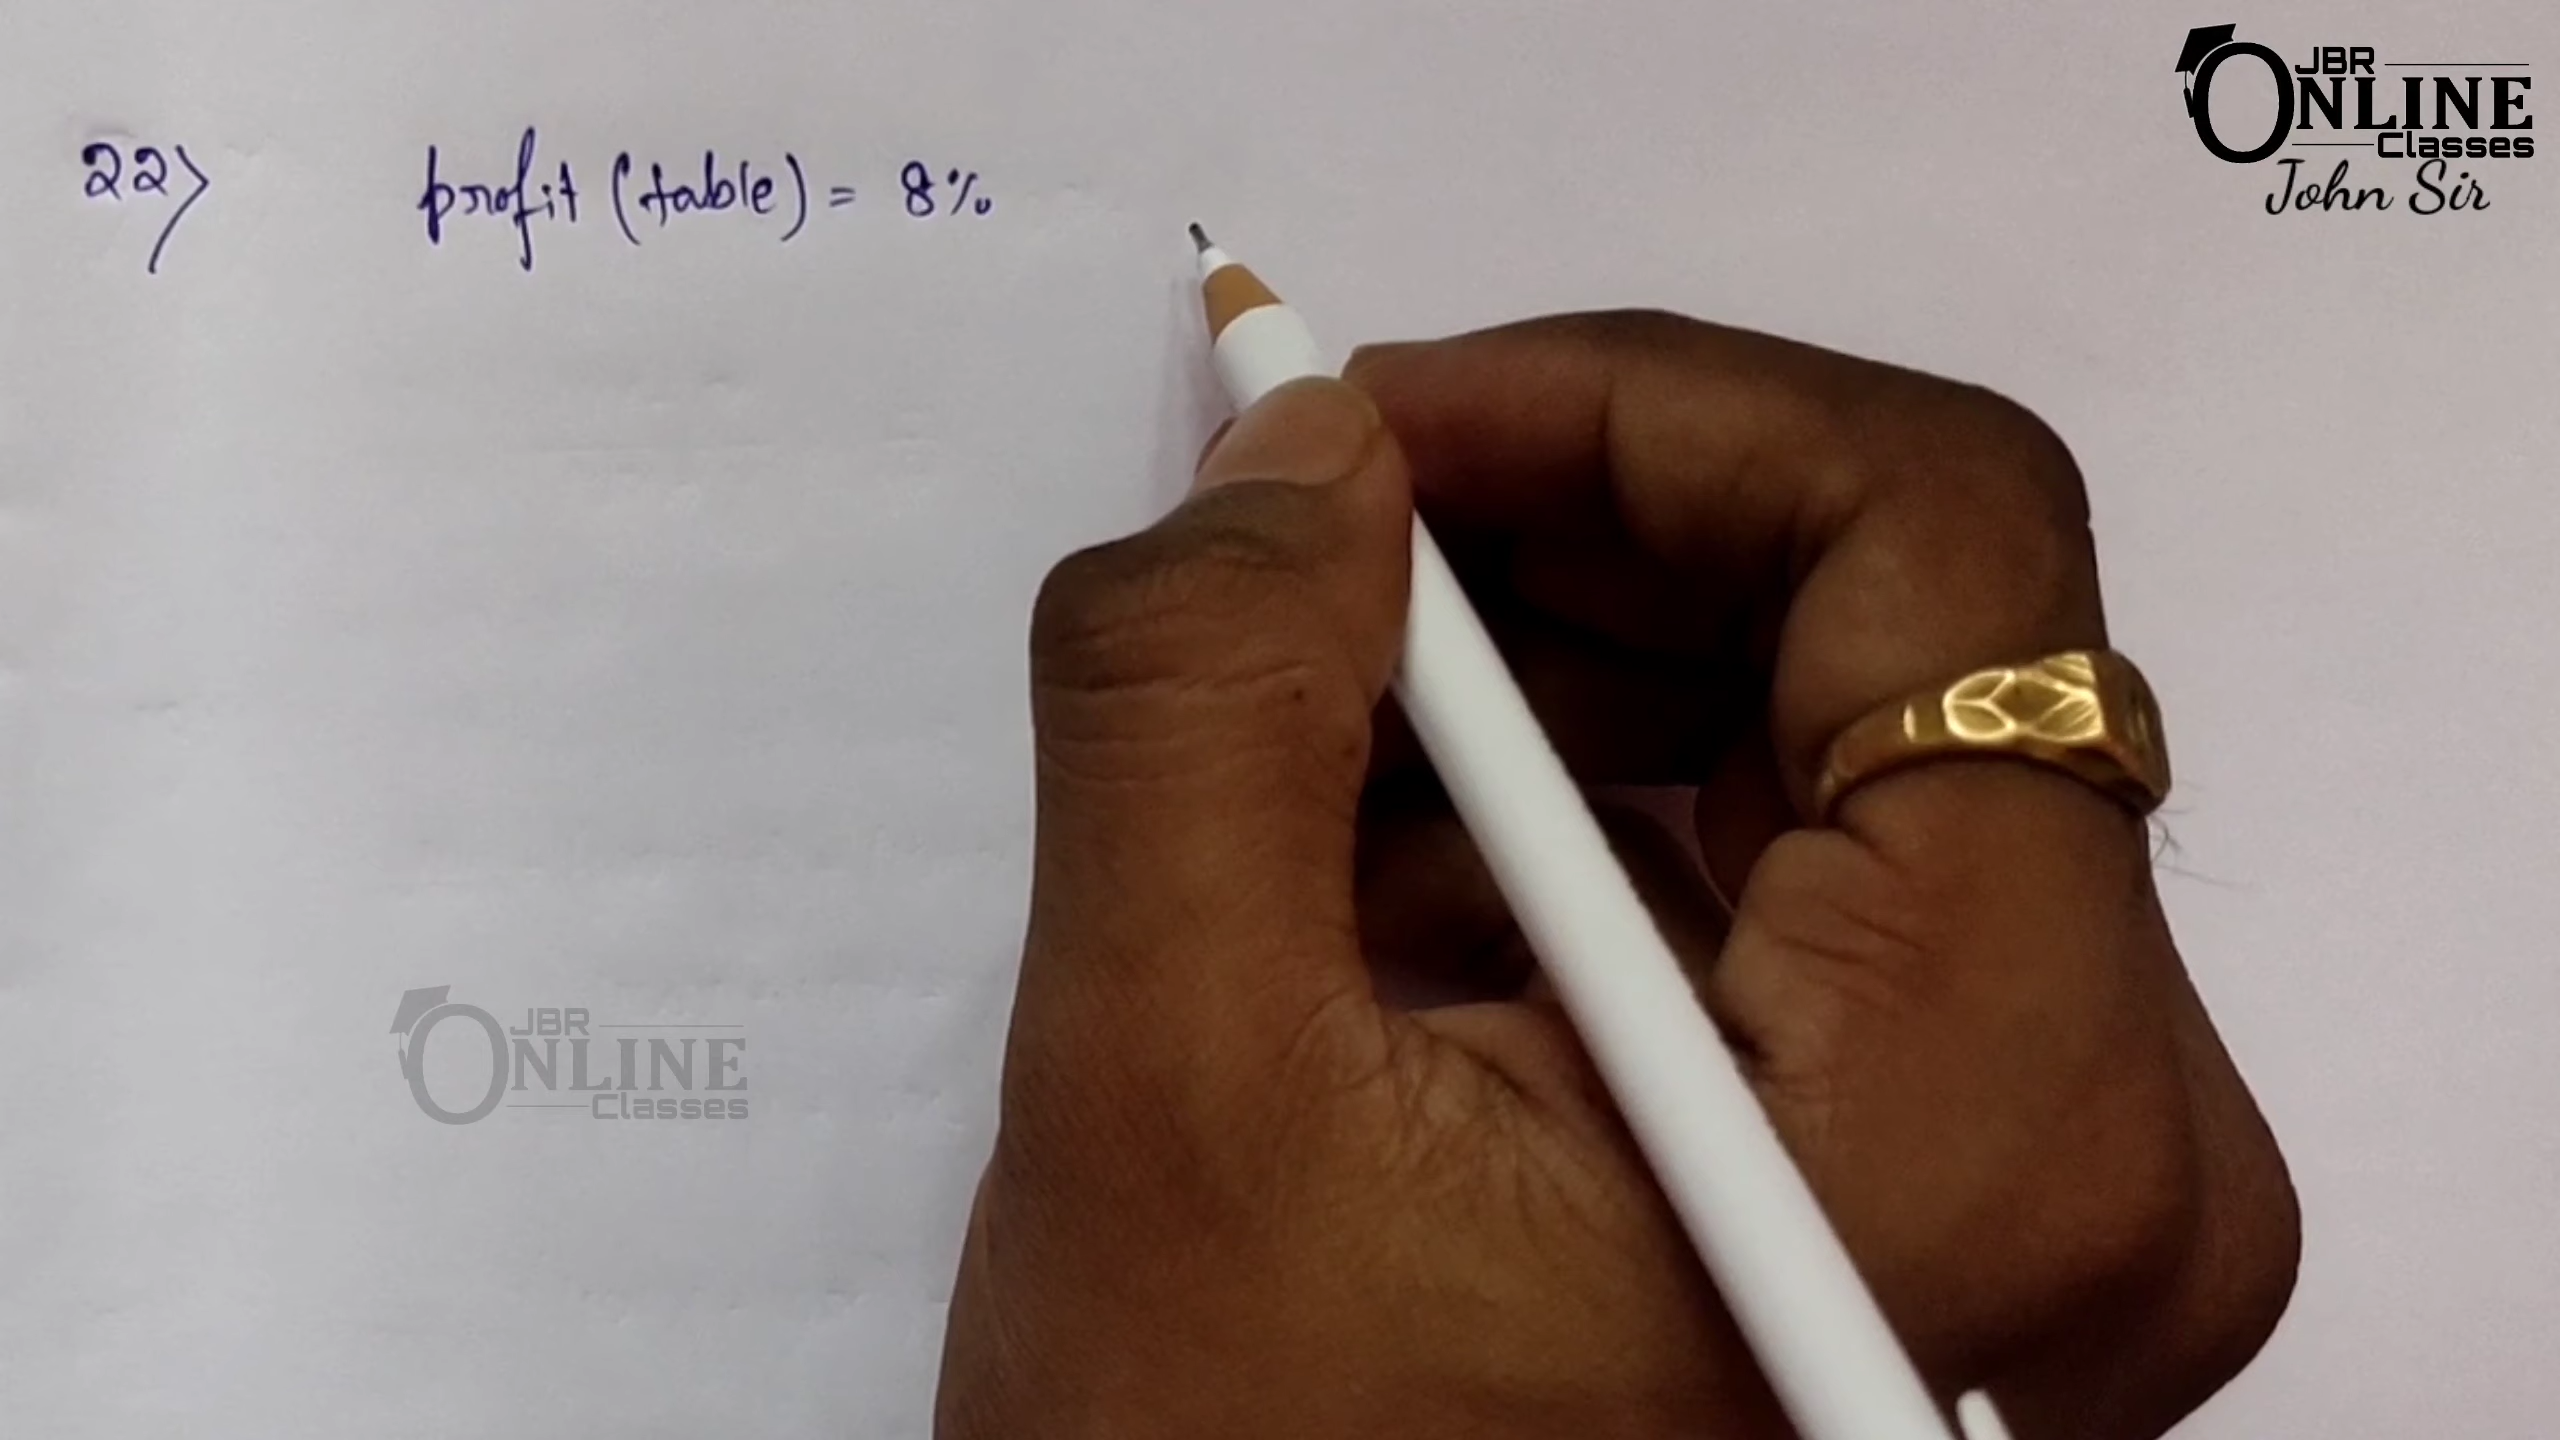 JBR
ONLINE
Classes
John Sir
22) profit (table) = 8%
JBR
ONLINE
Classes